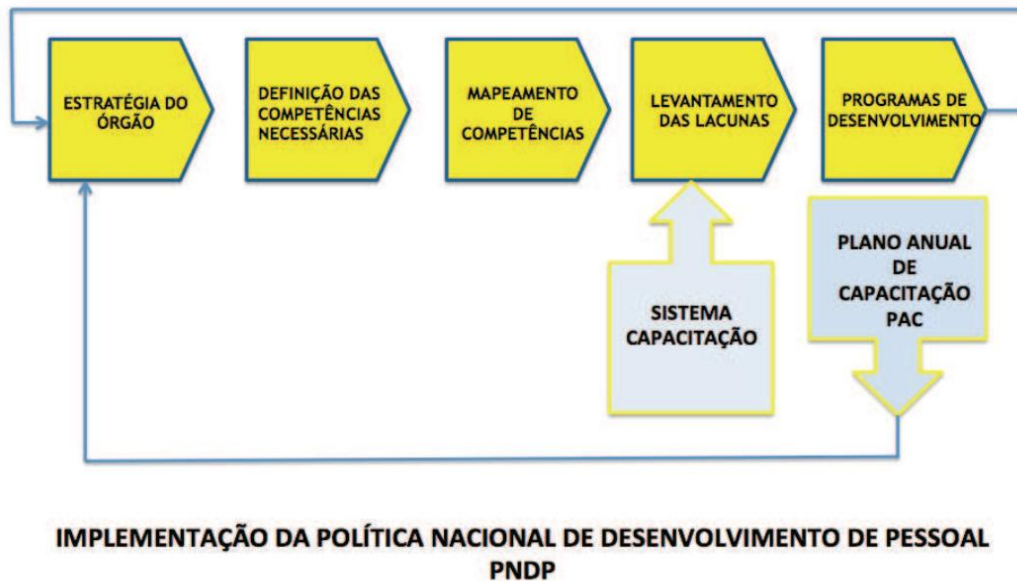 ESTRATÉGIA DO
ÓRGÃO
DEFINIÇÃO DAS
COMPETÊNCIAS
NECESSÁRIAS
MAPEAMENTO
DE
COMPETÊNCIAS
LEVANTAMENTO
DAS LACUNAS
PROGRAMAS DE
DESENVOLVIMENTO
SISTEMA
CAPACITAÇÃO
PLANO ANUAL
DE
CAPACITAÇÃO
PAC
IMPLEMENTAÇÃO DA POLÍTICA NACIONAL DE DESENVOLVIMENTO DE PESSOAL
PNDP